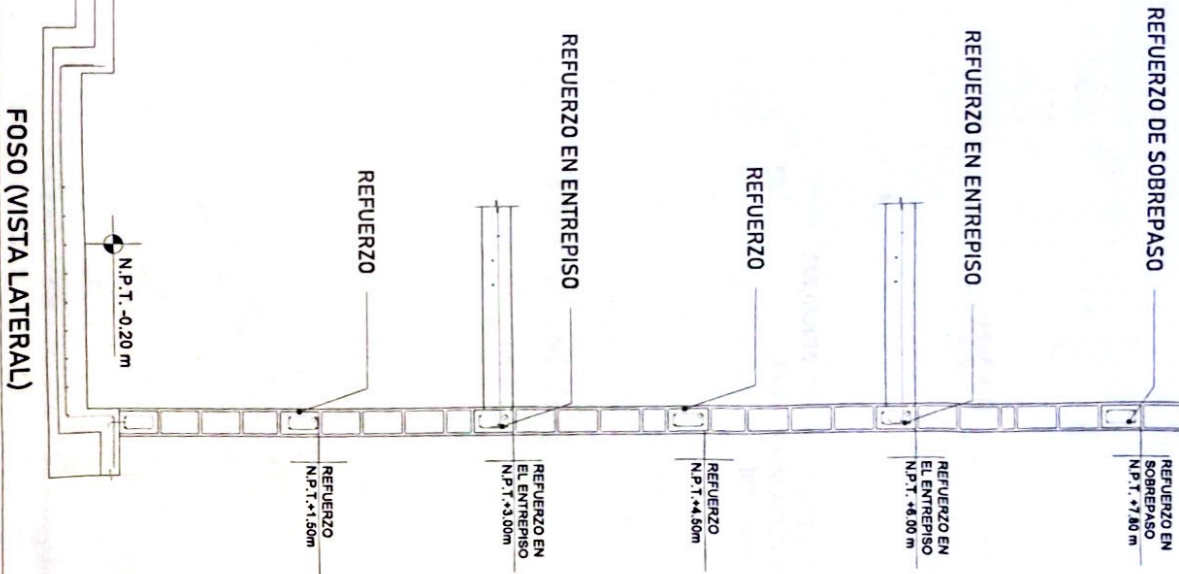 REFUERZO DE SOBREPASO
REFUERZO EN
SOBREPASO
N.P.T. +7.80 m
REFUERZO EN ENTREPISO
REFUERZO EN
EL ENTREPISO
N.P.T. +6.00 m
REFUERZO
REFUERZO
N.P.T.+4.50m
REFUERZO EN ENTREPISO
REFUERZO EN
EL ENTREPISO
N.P.T.+3.00m
REFUERZO
REFUERZO
N.P.T.+1.50m
N.P.T. -0.20 m
FOSO (VISTA LATERAL)